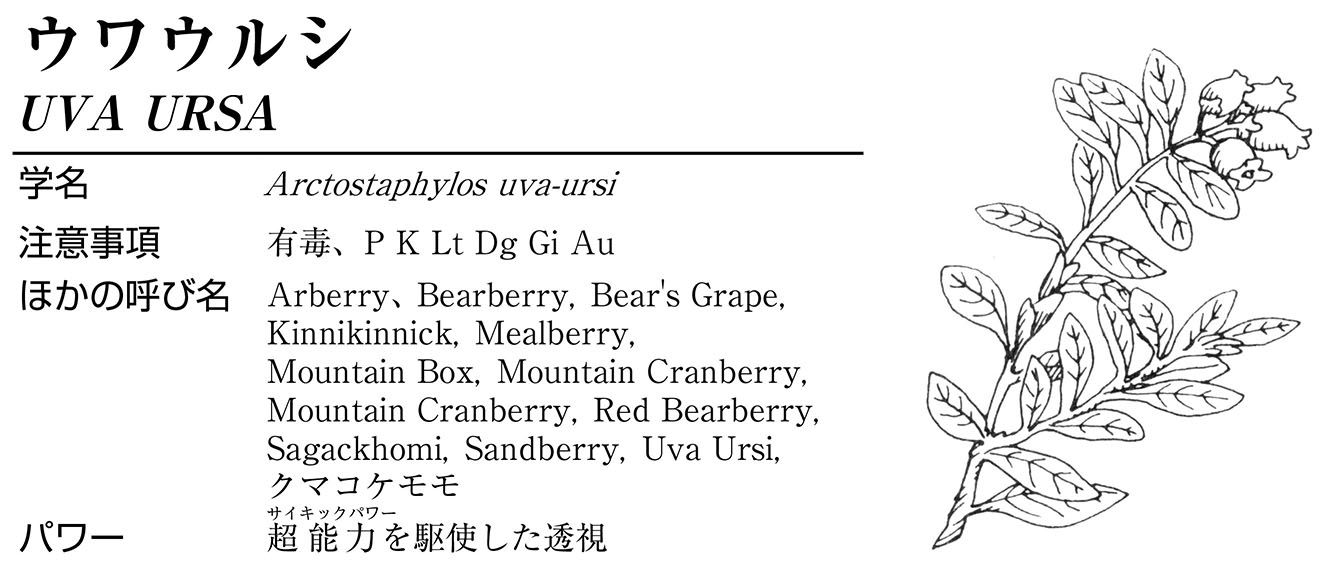 ウワウルシ
UVA URSA
学名 Arctostaphylos uva-ursi
注意事項 有毒、P K Lt Dg Gi Au
ほかの呼び名 Arberry、Bearberry, Bear's Grape,
Kinnikinnick, Mealberry,
Mountain Box, Mountain Cranberry,
Mountain Cranberry, Red Bearberry,
Sagackhomi, Sandberry, Uva Ursi,
クマコケモモ
サイキックパワー
パワー 超能力を駆使した透視